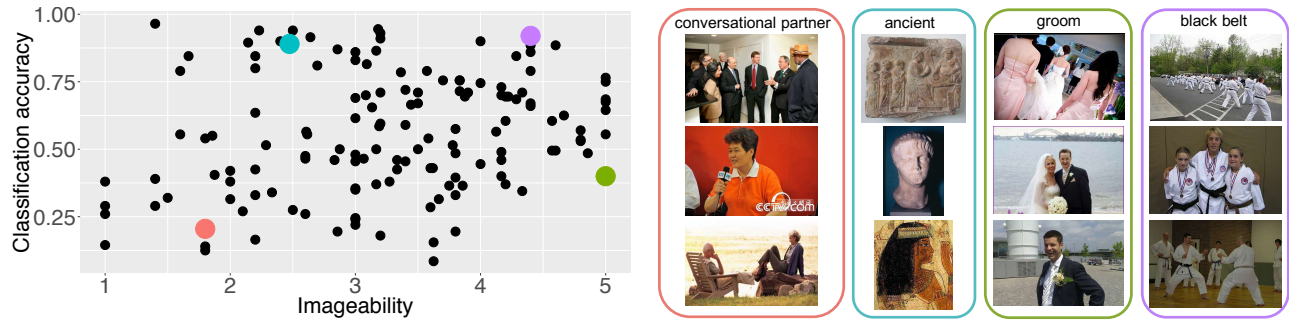 1.00
0.75
0.50
0.25
Classification accuracy
1
2
3
4
5
Imageability
conversational partner
ancient
groom
black belt
CCTV.com